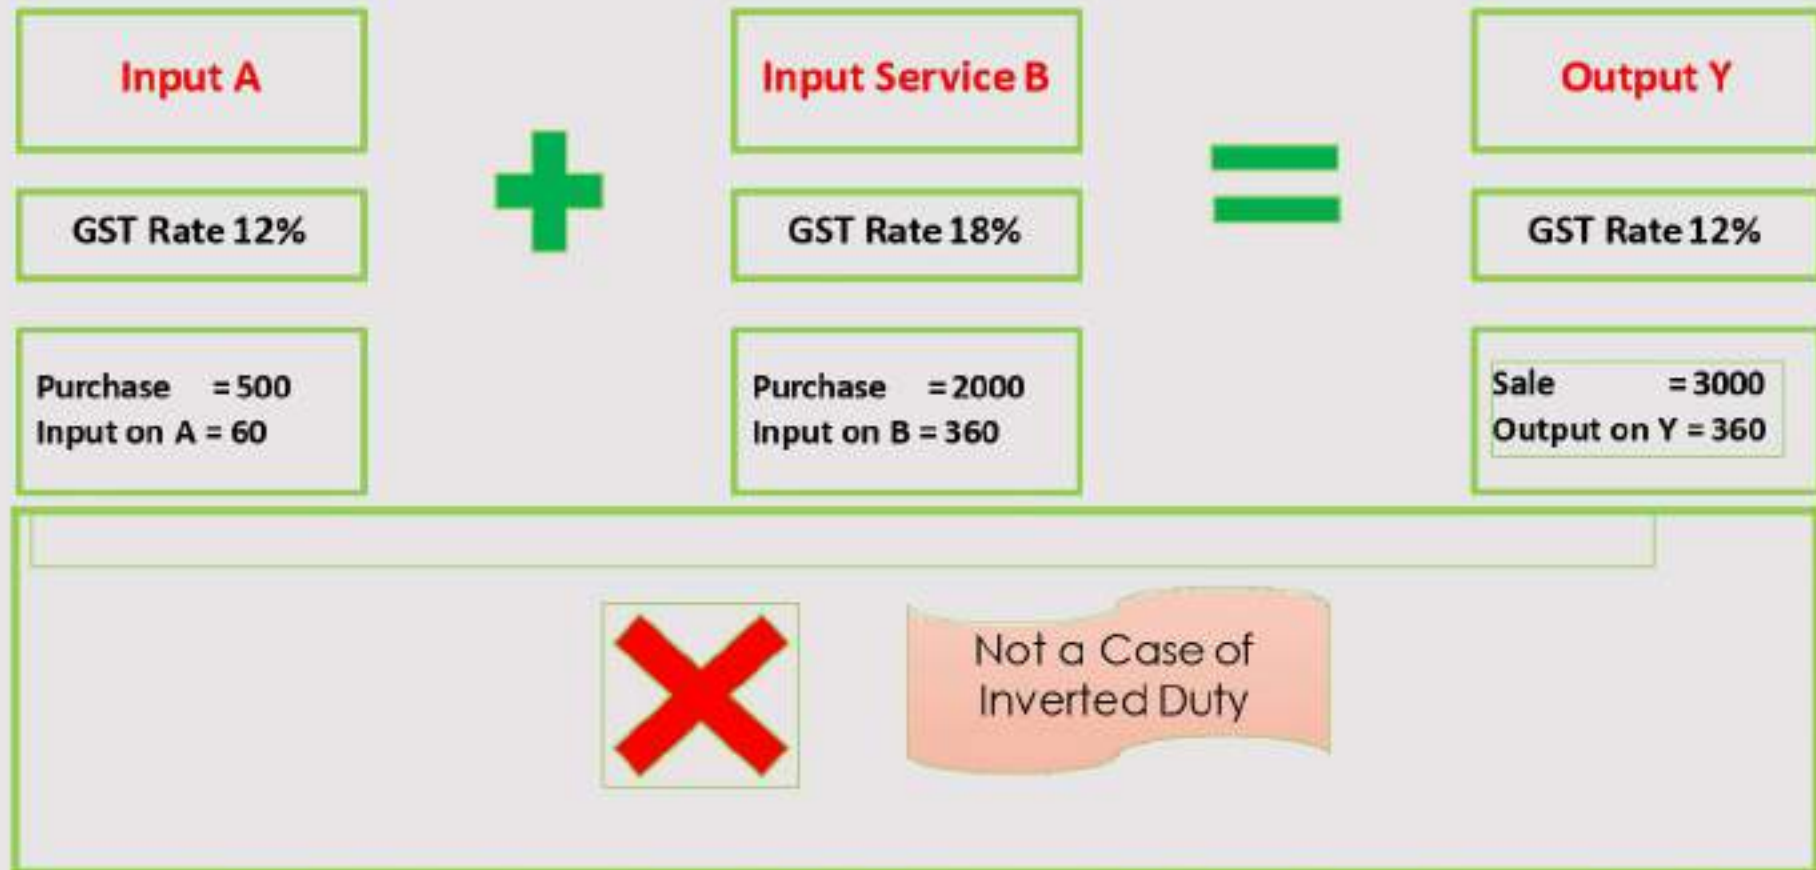 Input A
GST Rate 12%
Purchase = 500
Input on A = 60
Input Service B
GST Rate 18%
Purchase = 2000
Input on B = 360
Output Y
GST Rate 12%
Sale = 3000
Output on Y = 360
Not a Case of
Inverted Duty